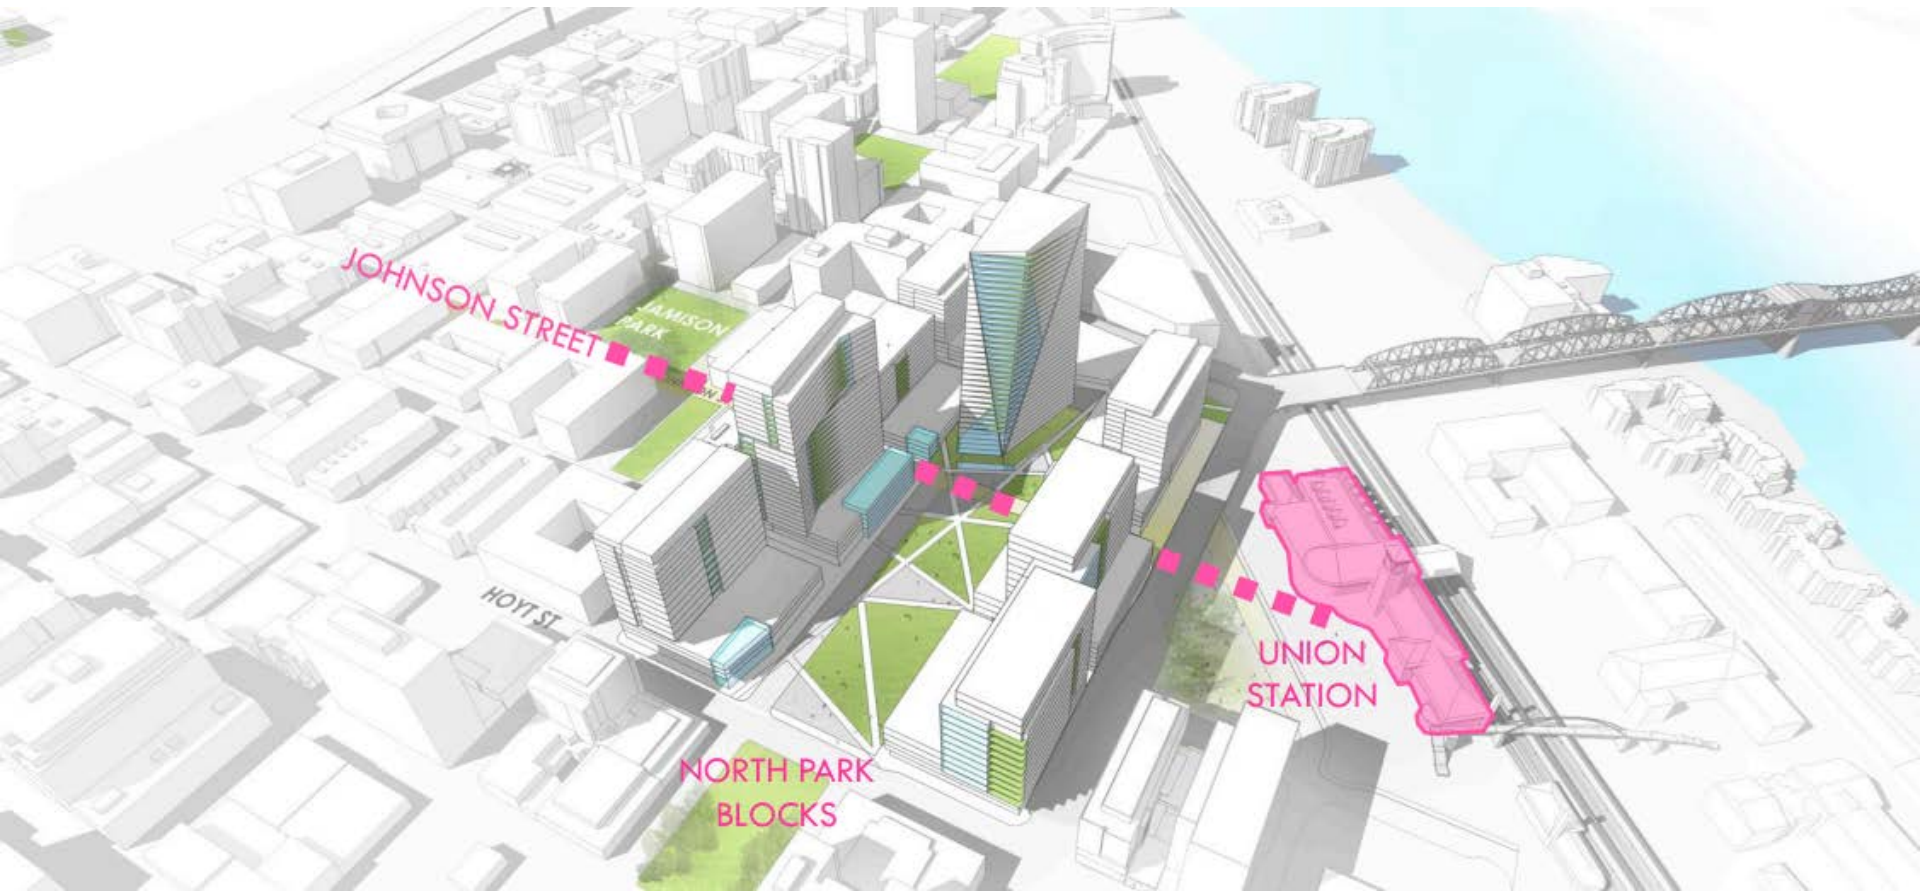 JOHNSON STREET
JAMISON
PARK
HOYT ST
UNION
STATION
NORTH PARK
BLOCKS